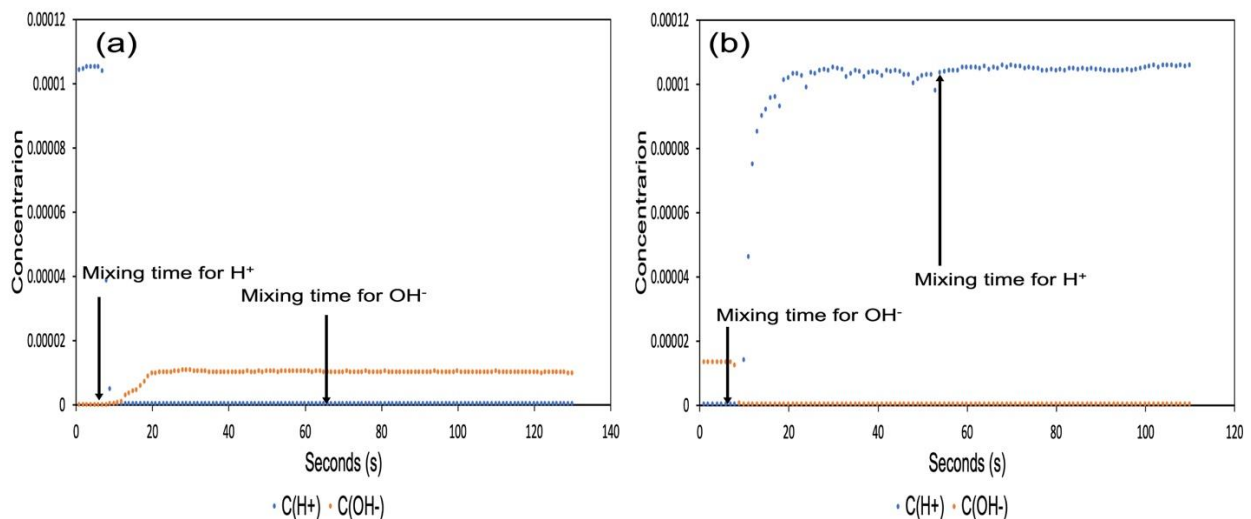 (a)
0.00012
0.0001
0.00008
0.00006
0.00004
0.00002
0
Concentrarion
Mixing time for H⁺
Mixing time for OH⁻
0 20 40 60 80 100 120 140
Seconds (s)
C(H+) C(OH-)
(b)
0.00012
0.0001
0.00008
0.00006
0.00004
0.00002
0
Concentrarion
Mixing time for H⁺
Mixing time for OH⁻
0 20 40 60 80 100 120
Seconds (s)
C(H+) C(OH-)